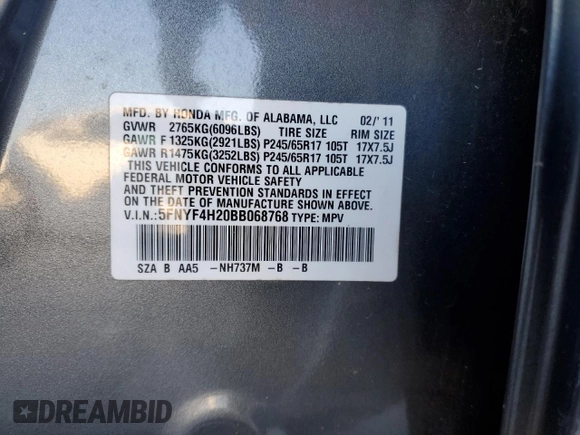 MFD. BY HONDA MFG. OF ALABAMA, LLC 02/'11
GVWR 2765KG(6096LBS) TIRE SIZE RIM SIZE
GAWR F 1325KG(2921LBS) P245/65R17 105T 17X7.5J
GAWR R1475KG(3252LBS) P245/65R17 105T 17X7.5J
THIS VEHICLE CONFORMS TO ALL APPLICABLE
FEDERAL MOTOR VEHICLE SAFETY
AND THEFT PREVENTION STANDARDS IN EFFECT
ON THE DATE OF MANUFACTURE SHOWN ABOVE.
V.I.N.: 5FNYF4H20BB068768 TYPE: MPV
SZA B AA5 -NH737M -B -B
DREAMBID